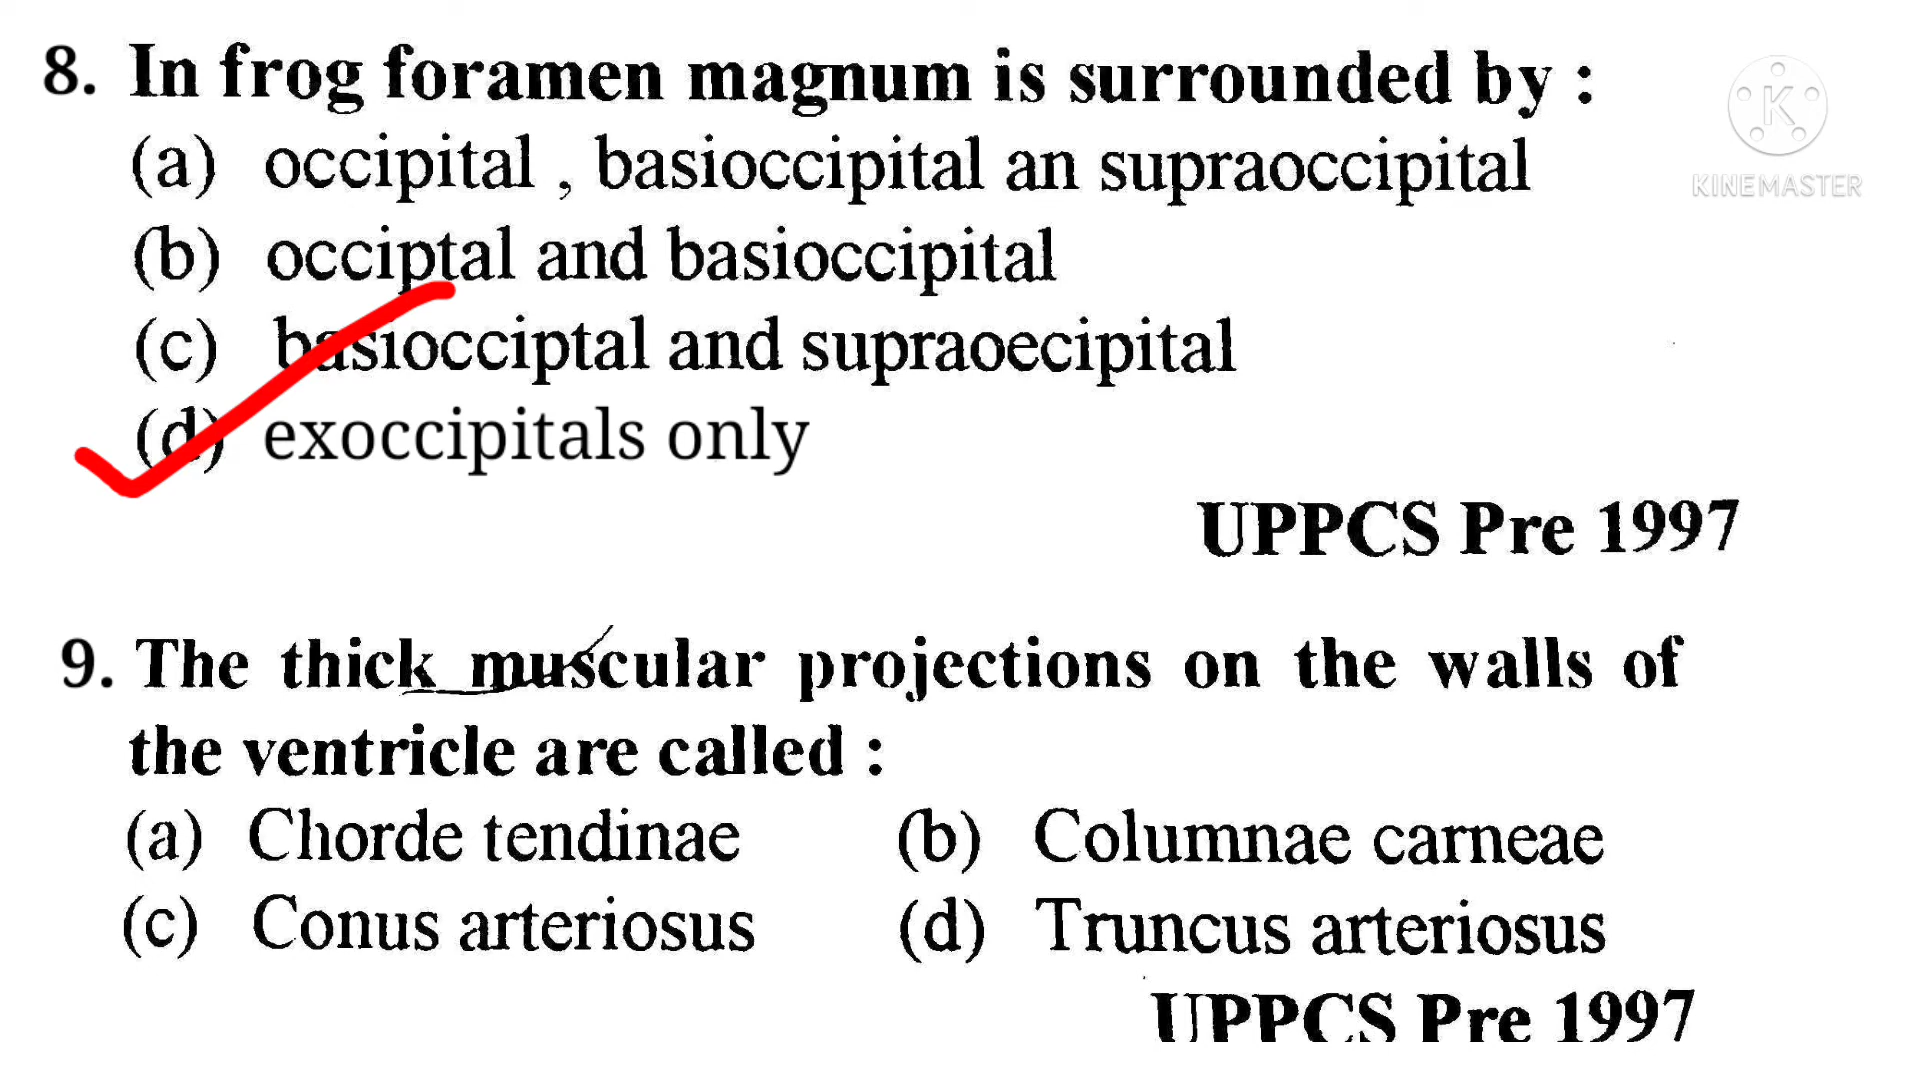 8. In frog foramen magnum is surrounded by :
(a) occipital , basioccipital an supraoccipital
(b) occiptal and basioccipital
(c) basiocciptal and supraoecipital
(d) exoccipitals only
UPPCS Pre 1997
9. The thick muscular projections on the walls of
the ventricle are called :
(a) Chorde tendinae (b) Columnae carneae
(c) Conus arteriosus (d) Truncus arteriosus
UPPCS Pre 1997
K
KINEMASTER